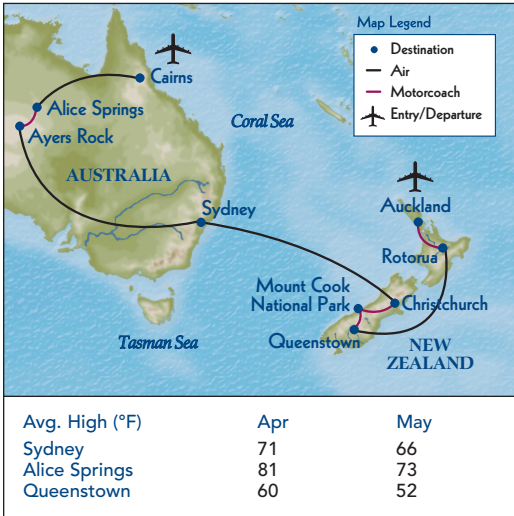 Map Legend
Destination
Air
Motorcoach
Entry/Departure
Cairns
Alice Springs
Ayers Rock
Coral Sea
AUSTRALIA
Sydney
Auckland
Rotorua
Mount Cook
National Park
Christchurch
Queenstown
Tasman Sea
NEW
ZEALAND
Avg. High (°F) Apr May
Sydney 71 66
Alice Springs 81 73
Queenstown 60 52